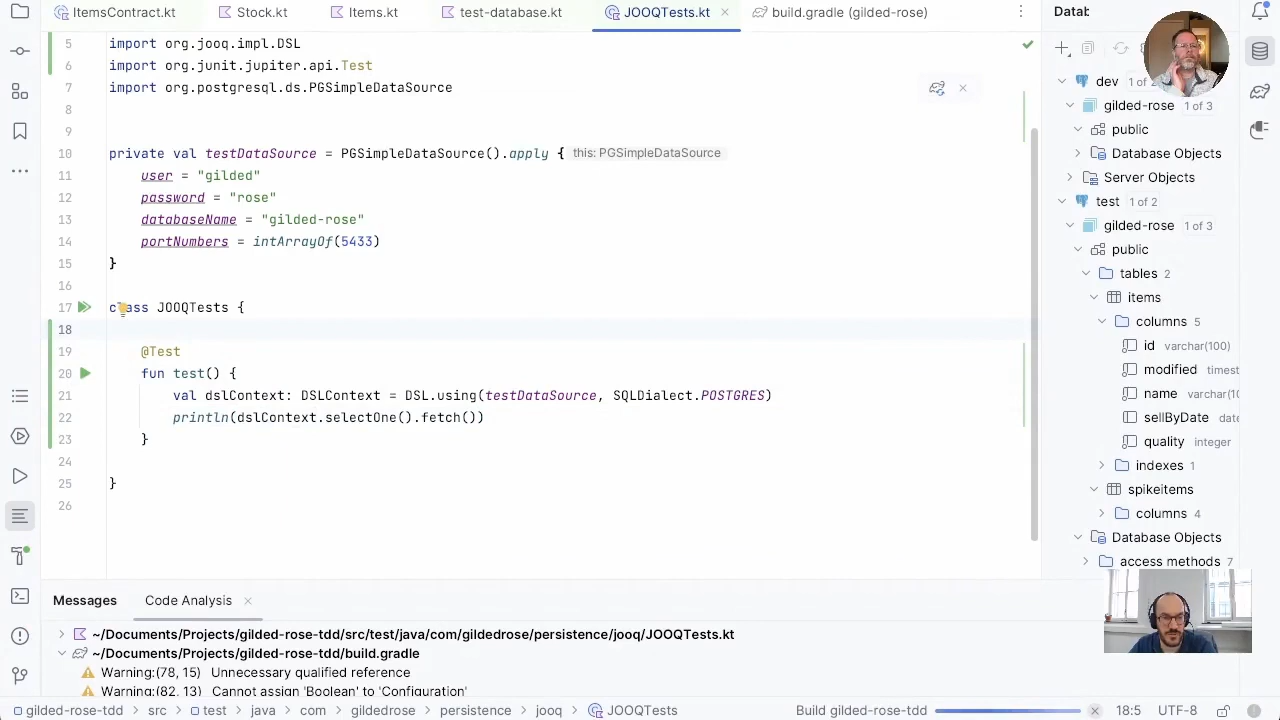 ItemsContract.kt Stock.kt Items.kt test-database.kt JOOQTests.kt build.gradle (gilded-rose)
5 import org.jooq.impl.DSL
6 import org.junit.jupiter.api.Test
7 import org.postgresql.ds.PGSimpleDataSource
8
9
10 private val testDataSource = PGSimpleDataSource().apply { this: PGSimpleDataSource
11 user = "gilded"
12 password = "rose"
13 databaseName = "gilded-rose"
14 portNumbers = intArrayOf(5433)
15 }
16
17 class JOOQTests {
18
19 @Test
20 fun test() {
21 val dslContext: DSLContext = DSL.using(testDataSource, SQLDialect.POSTGRES)
22 println(dslContext.selectOne().fetch())
23 }
24
25 }
26
Datab
dev 1 of 2
gilded-rose 1 of 3
public
Database Objects
Server Objects
test 1 of 2
gilded-rose 1 of 3
public
tables 2
items
columns 5
id varchar(100)
modified timest
name varchar(10
sellByDate date
quality integer
indexes 1
spikeitems
columns 4
Database Objects
access methods 7
Messages Code Analysis
~/Documents/Projects/gilded-rose-tdd/src/test/java/com/gildedrose/persistence/jooq/JOOQTests.kt
~/Documents/Projects/gilded-rose-tdd/build.gradle
Warning:(78, 15) Unnecessary qualified reference
Warning:(82, 13) Cannot assign 'Boolean' to 'Configuration'
gilded-rose-tdd > src > test > java > com > gildedrose > persistence > jooq > JOOQTests Build gilded-rose-tdd 18:5 UTF-8